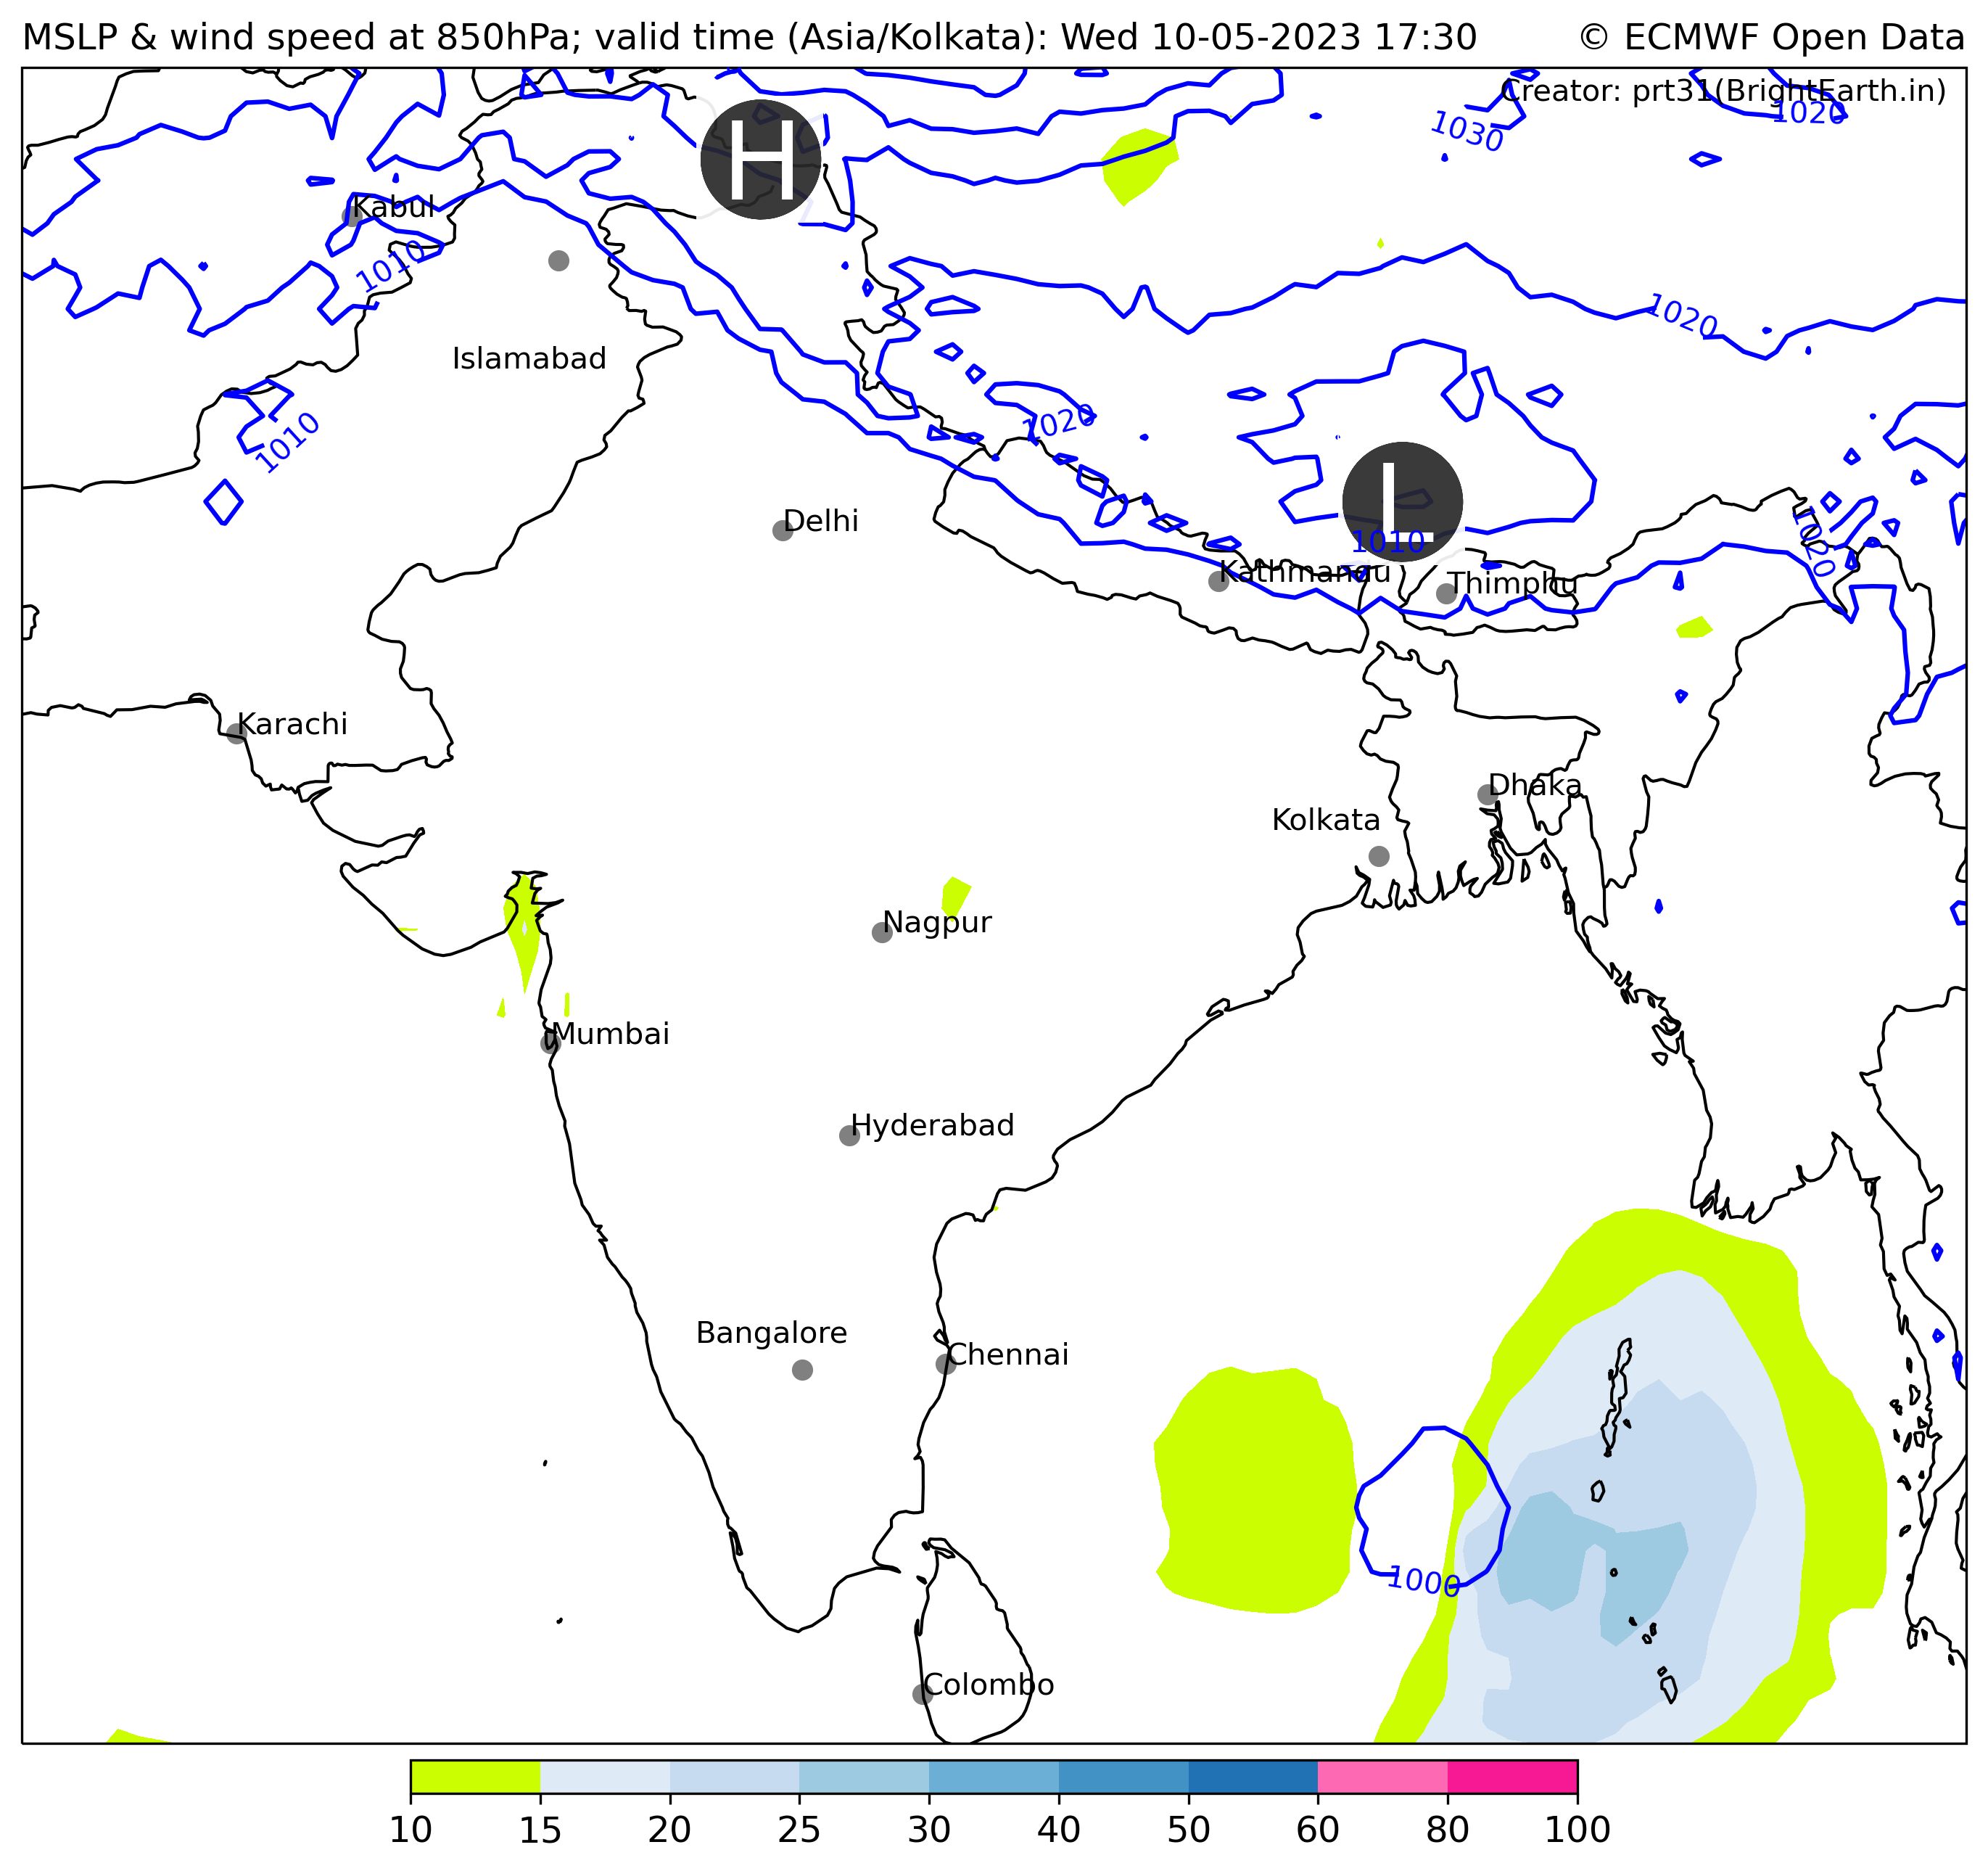 MSLP & wind speed at 850hPa; valid time (Asia/Kolkata): Wed 10-05-2023 17:30 © ECMWF Open Data
Creator: prt31(BrightEarth.in)
1020
1030
H
Kabul
1010
1020
Islamabad
1010
1020
L
Delhi
1010
1020
Kathmandu
Thimphu
Karachi
Dhaka
Kolkata
Nagpur
Mumbai
Hyderabad
Bangalore
Chennai
1000
Colombo
10 15 20 25 30 40 50 60 80 100